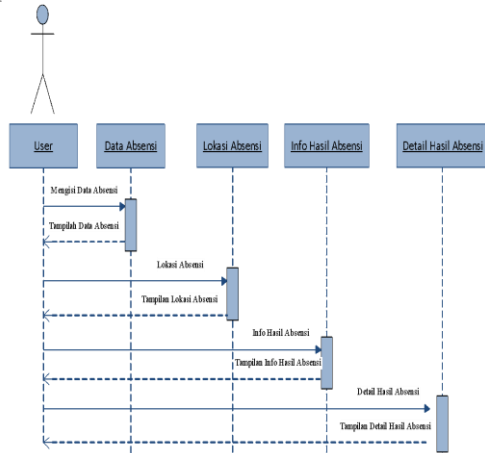 User
Data Absensi
Lokasi Absensi
Info Hasil Absensi
Detail Hasil Absensi
Mengisi Data Absensi
Tampilah Data Absensi
Lokasi Absensi
Tampilan Lokasi Absensi
Info Hasil Absensi
Tampilan Info Hasil Absensi
Detail Hasil Absensi
Tampilan Detail Hasil Absensi